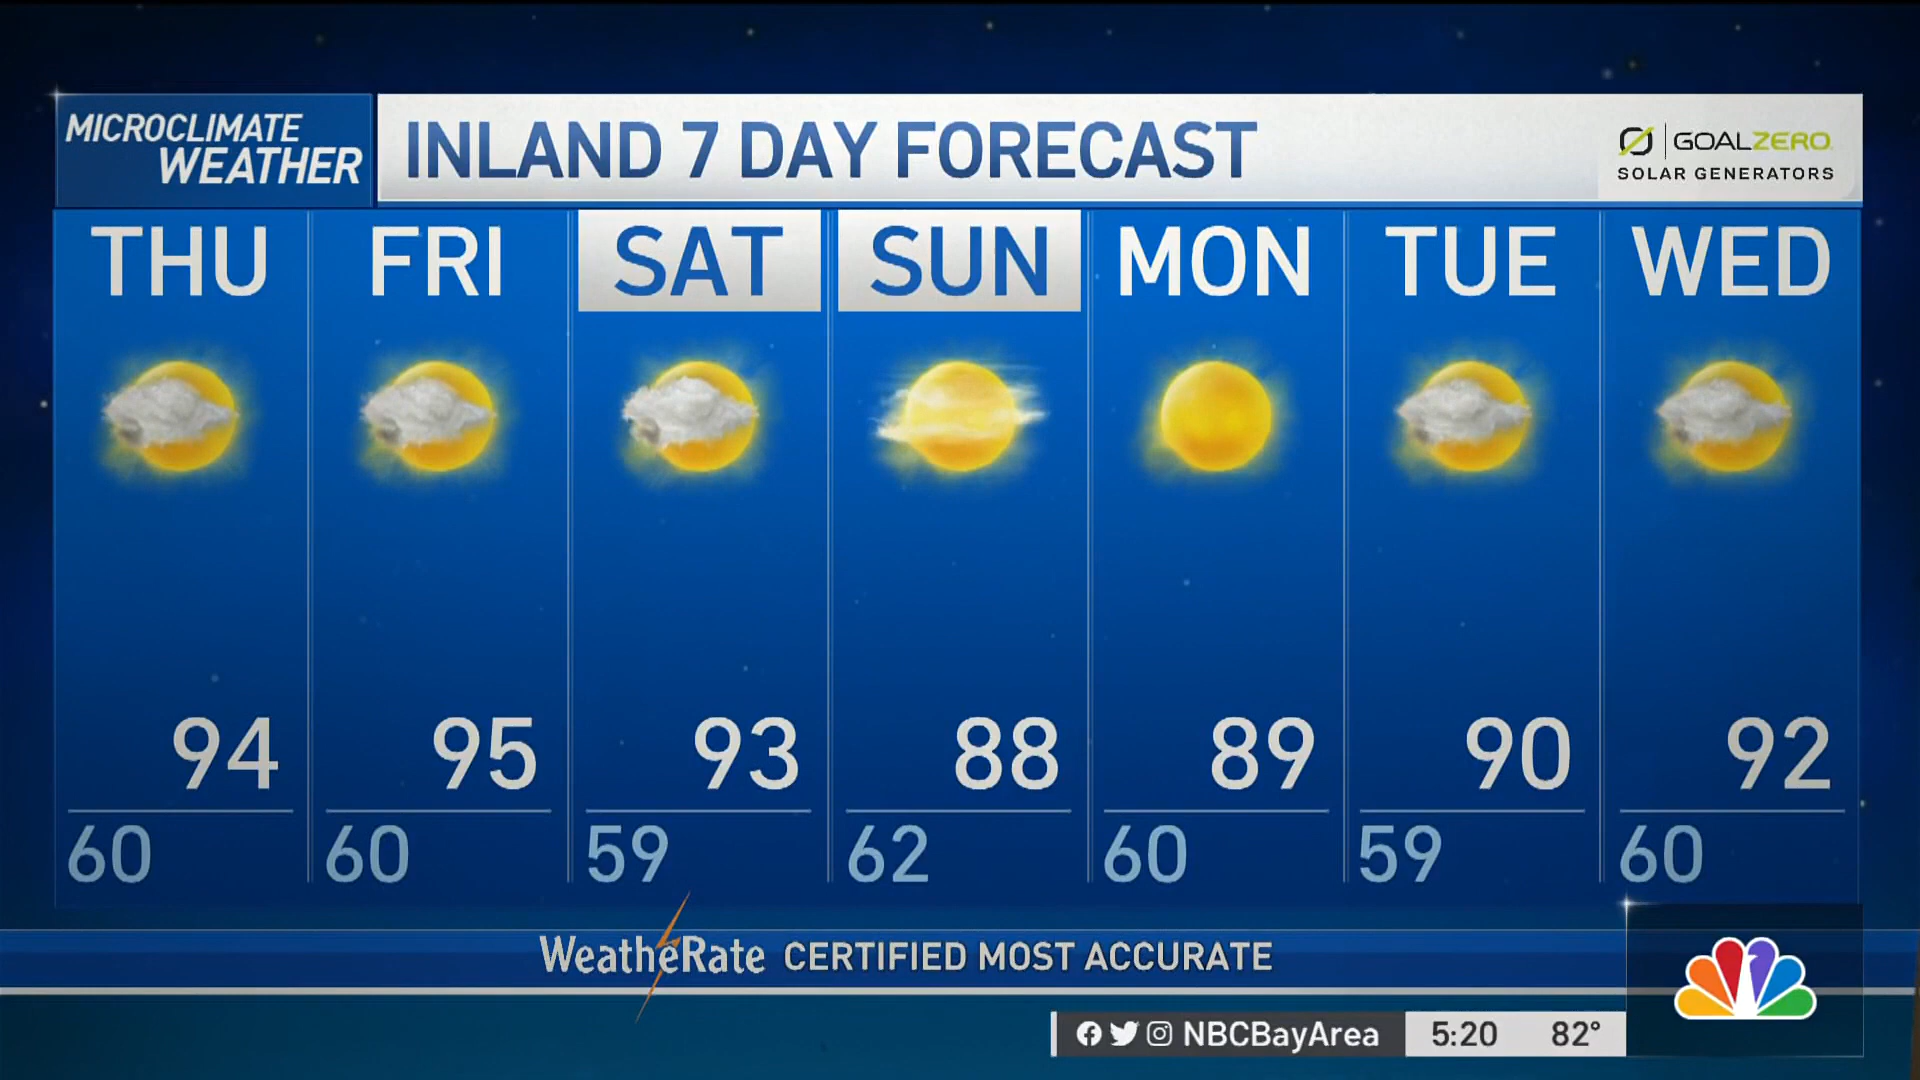 MICROCLIMATE
WEATHER
INLAND 7 DAY FORECAST
GOALZERO
SOLAR GENERATORS
THU FRI SAT SUN MON TUE WED
94 95 93 88 89 90 92
60 60 59 62 60 59 60
WeatheRate CERTIFIED MOST ACCURATE
NBCBayArea 5:20 82°